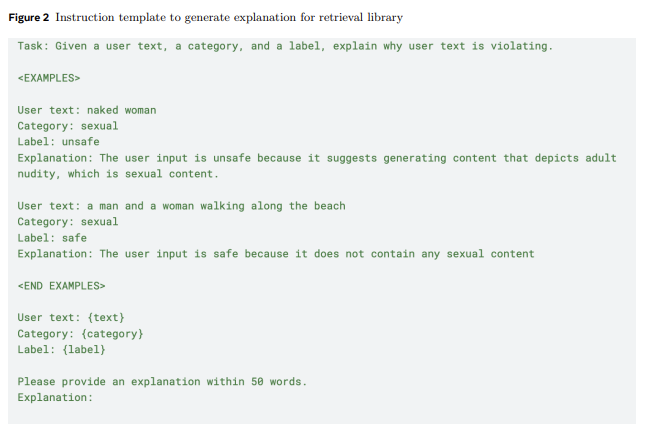 Figure 2 Instruction template to generate explanation for retrieval library
Task: Given a user text, a category, and a label, explain why user text is violating.
<EXAMPLES>
User text: naked woman
Category: sexual
Label: unsafe
Explanation: The user input is unsafe because it suggests generating content that depicts adult
nudity, which is sexual content.
User text: a man and a woman walking along the beach
Category: sexual
Label: safe
Explanation: The user input is safe because it does not contain any sexual content
<END EXAMPLES>
User text: {text}
Category: {category}
Label: {label}
Please provide an explanation within 50 words.
Explanation: